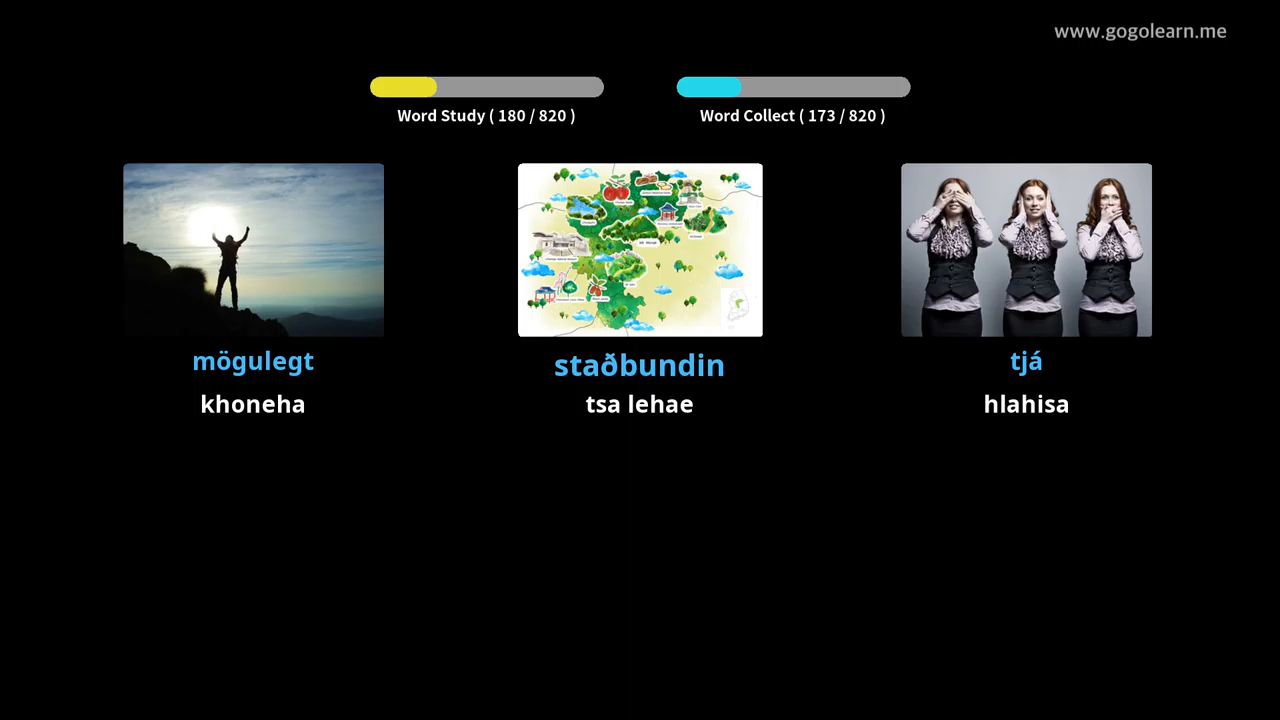 www.gogolearn.me
Word Study ( 180 / 820 )
Word Collect ( 173 / 820 )
mögulegt
staðbundin
tjá
khoneha
tsa lehae
hlahisa